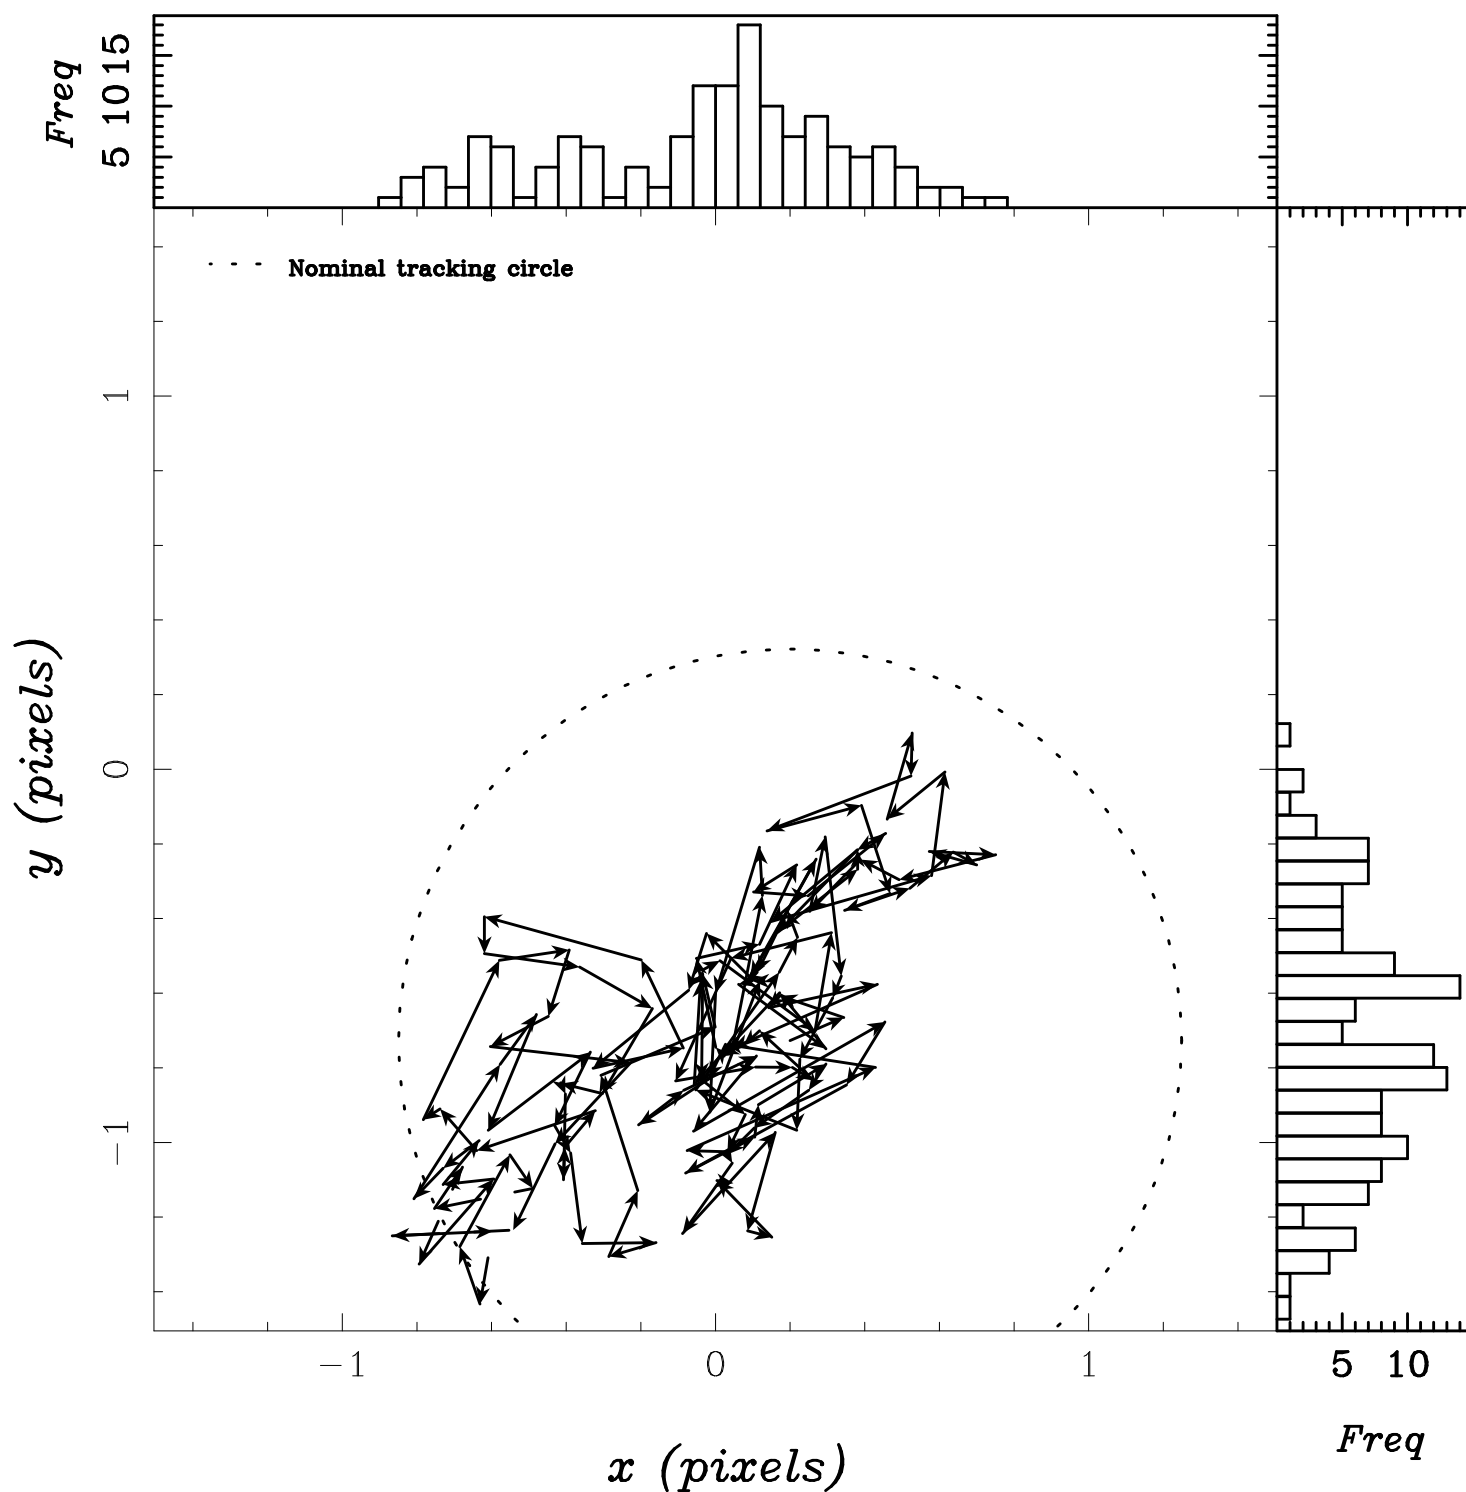 Freq
5 10 15
Nominal tracking circle
1
0
−1
y (pixels)
−1 0 1
x (pixels)
5 10
Freq